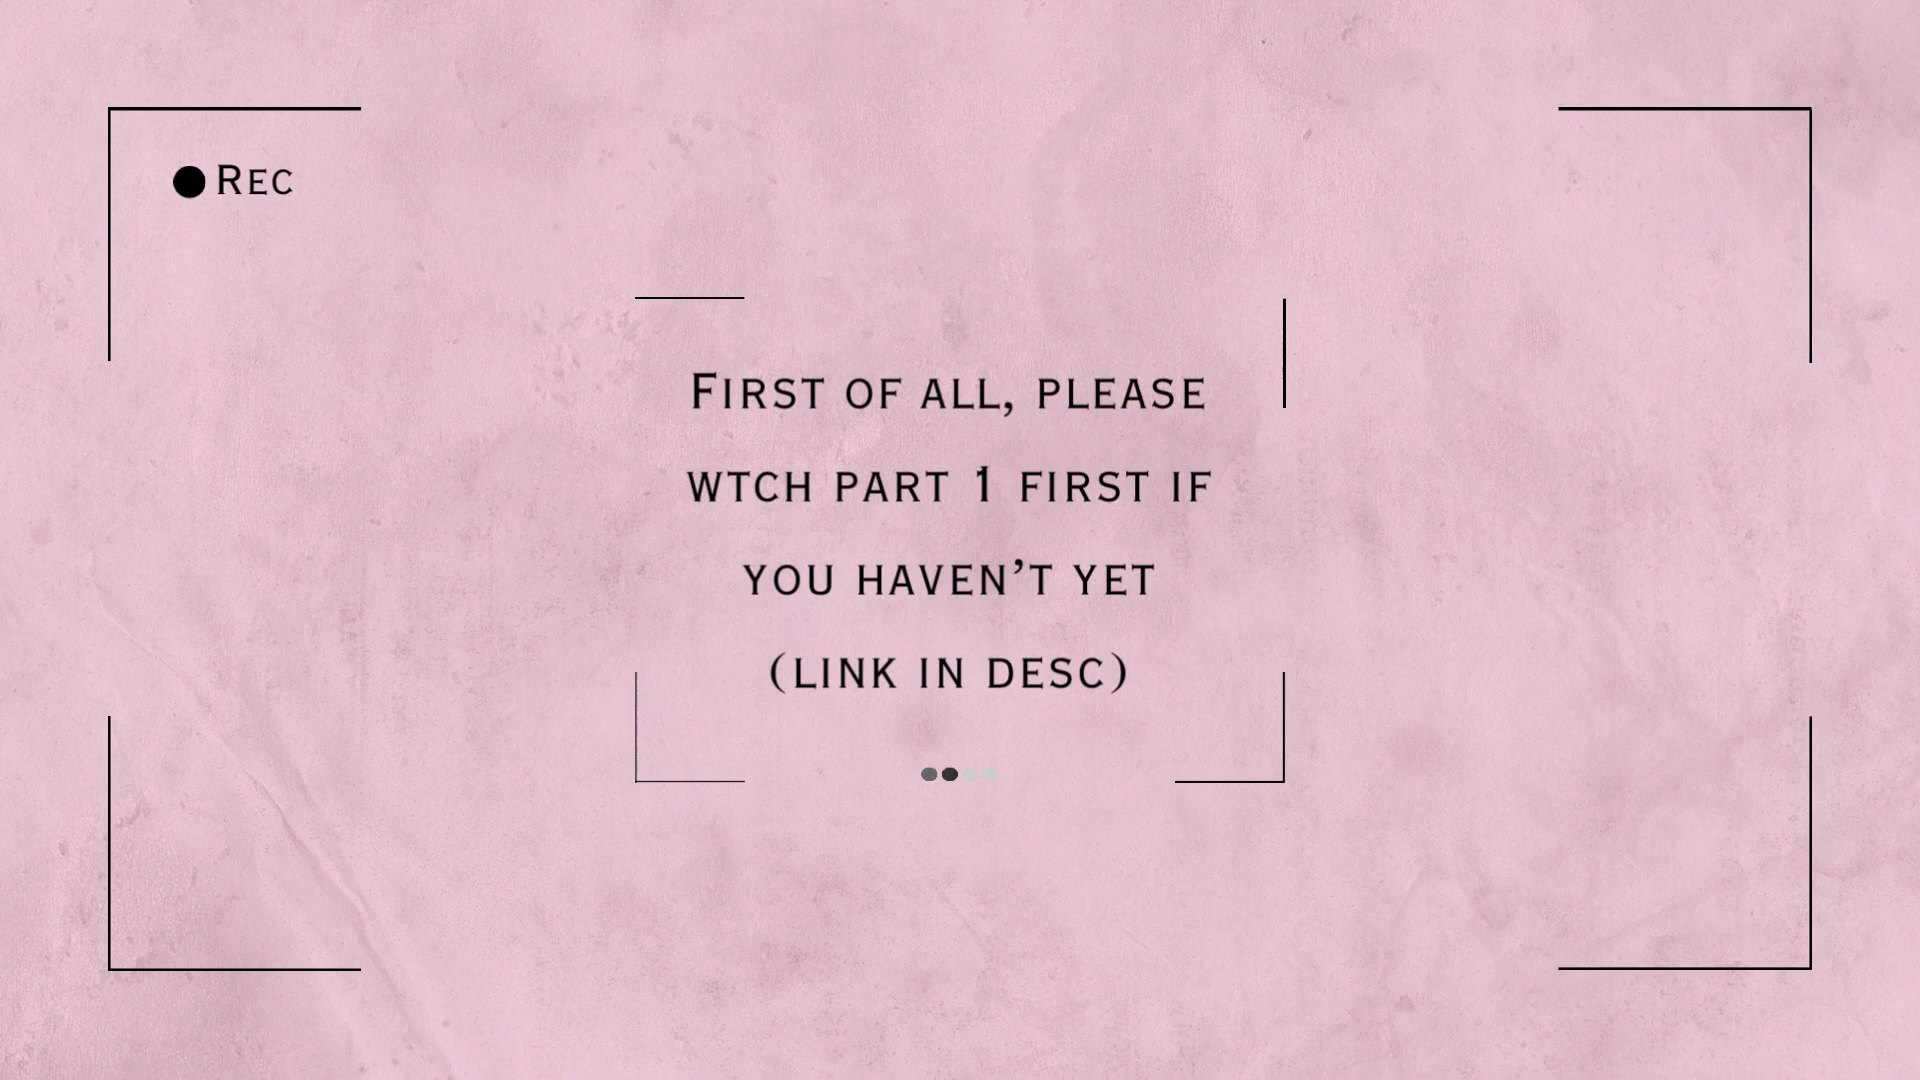 Rec
First of all, please
wtch part 1 first if
you haven't yet
(link in desc)